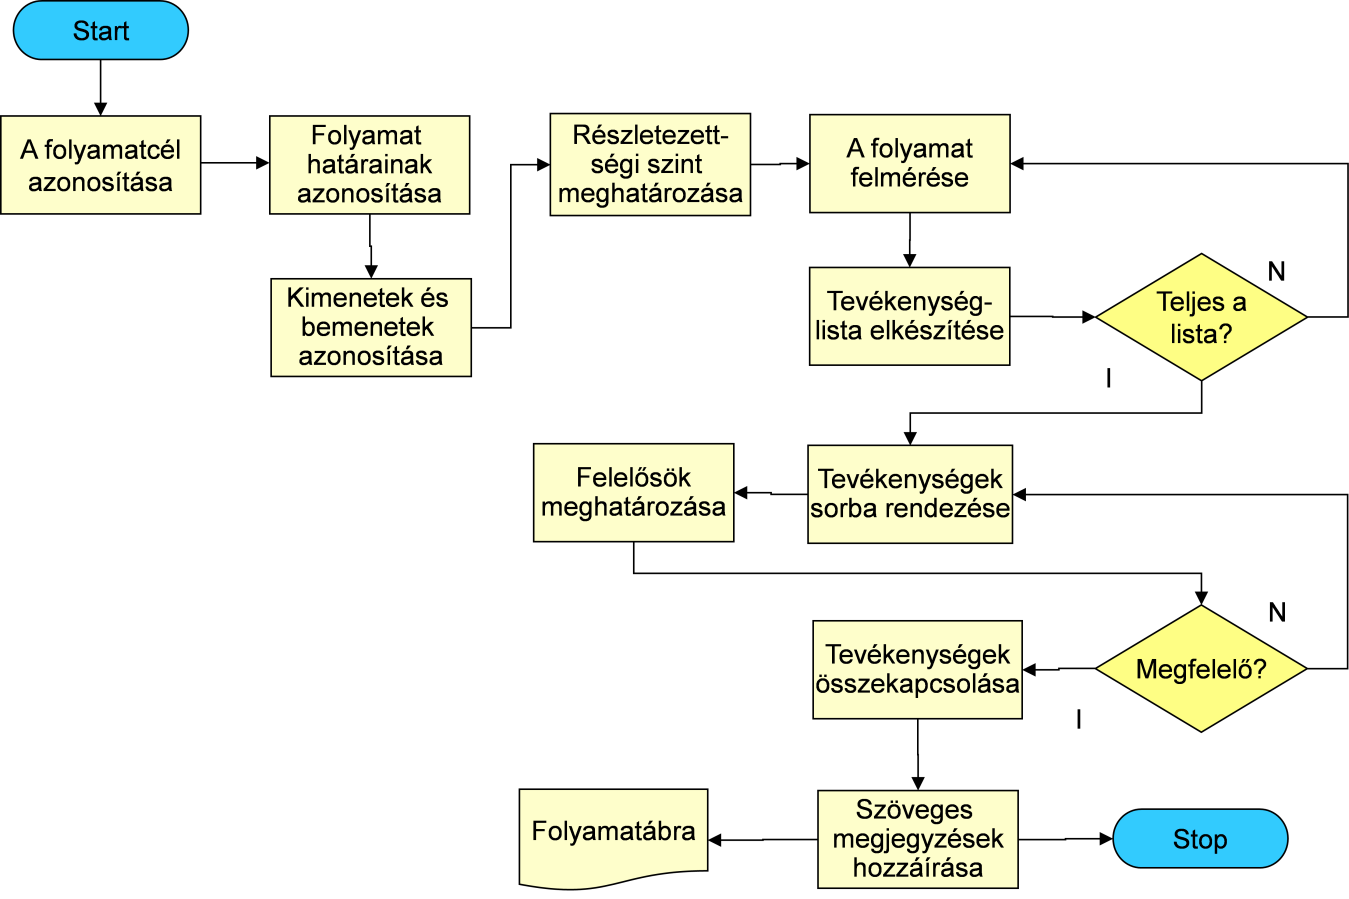 Start
A folyamatcél
azonosítása
Folyamat
határainak
azonosítása
Kimenetek és
bemenetek
azonosítása
Részletezett-
ségi szint
meghatározása
A folyamat
felmérése
Tevékenység-
lista elkészítése
Teljes a
lista?
N
I
Tevékenységek
sorba rendezése
Felelősök
meghatározása
Megfelelő?
N
I
Tevékenységek
összekapcsolása
Szöveges
megjegyzések
hozzáírása
Folyamatábra
Stop